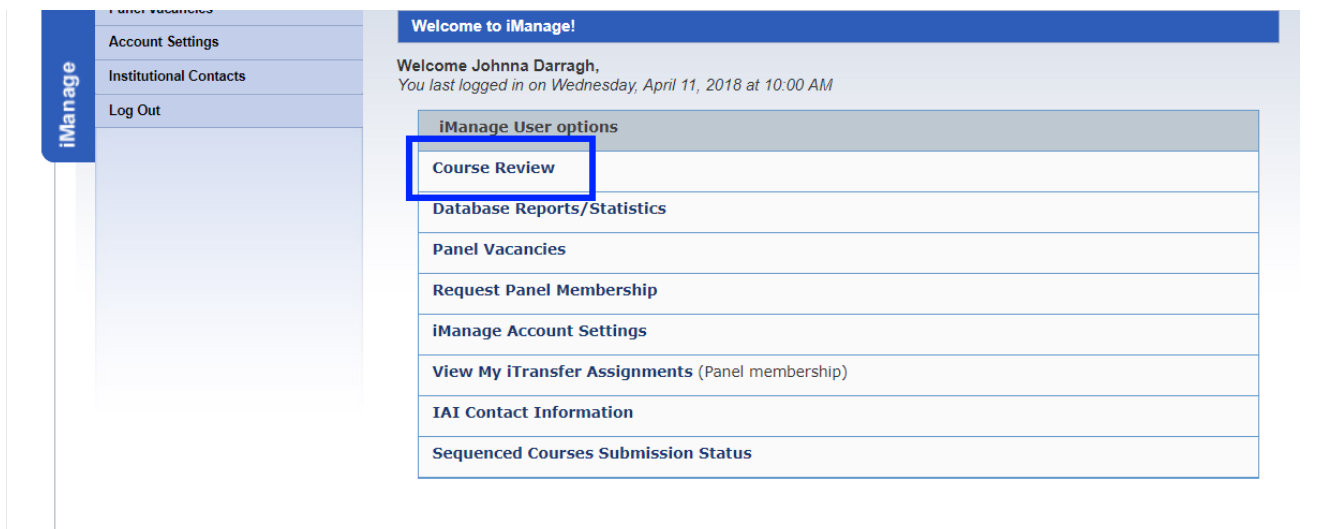 Panel Vacancies
Account Settings
Institutional Contacts
Log Out
iManage
Welcome to iManage!
Welcome Johnna Darragh,
You last logged in on Wednesday, April 11, 2018 at 10:00 AM
iManage User options
Course Review
Database Reports/Statistics
Panel Vacancies
Request Panel Membership
iManage Account Settings
View My iTransfer Assignments (Panel membership)
IAI Contact Information
Sequenced Courses Submission Status